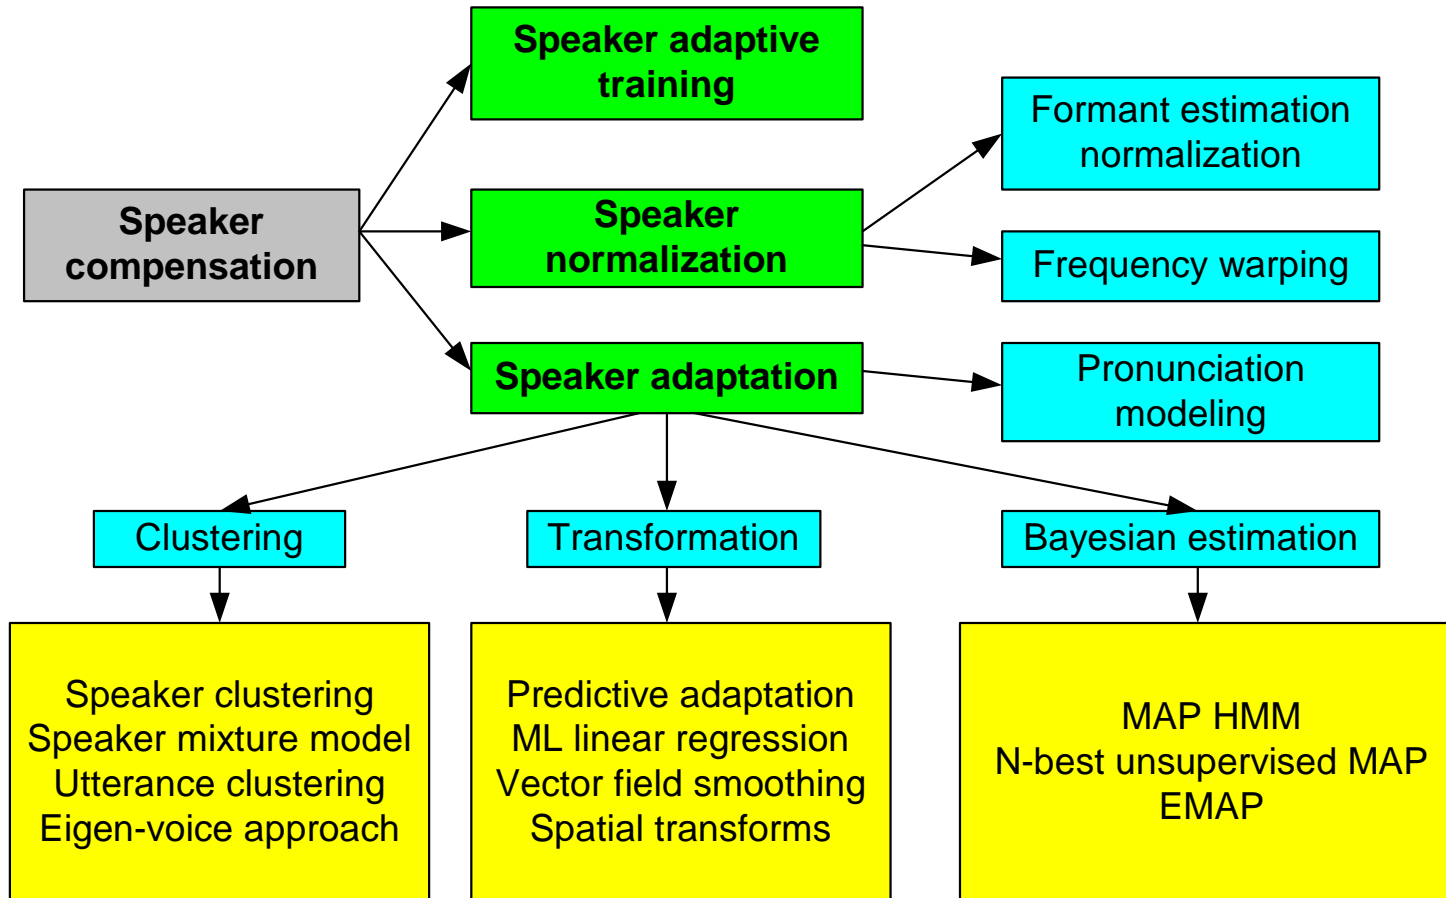 Speaker adaptive
training
Formant estimation
normalization
Speaker
compensation
Speaker
normalization
Frequency warping
Speaker adaptation
Pronunciation
modeling
Clustering
Transformation
Bayesian estimation
Speaker clustering
Speaker mixture model
Utterance clustering
Eigen-voice approach
Predictive adaptation
ML linear regression
Vector field smoothing
Spatial transforms
MAP HMM
N-best unsupervised MAP
EMAP